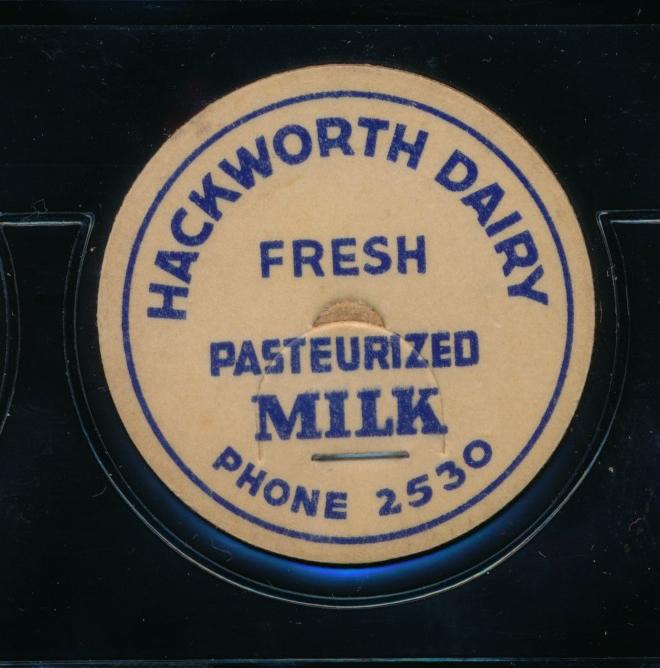 HACKWORTH DAIRY
FRESH
PASTEURIZED
MILK
PHONE 2530